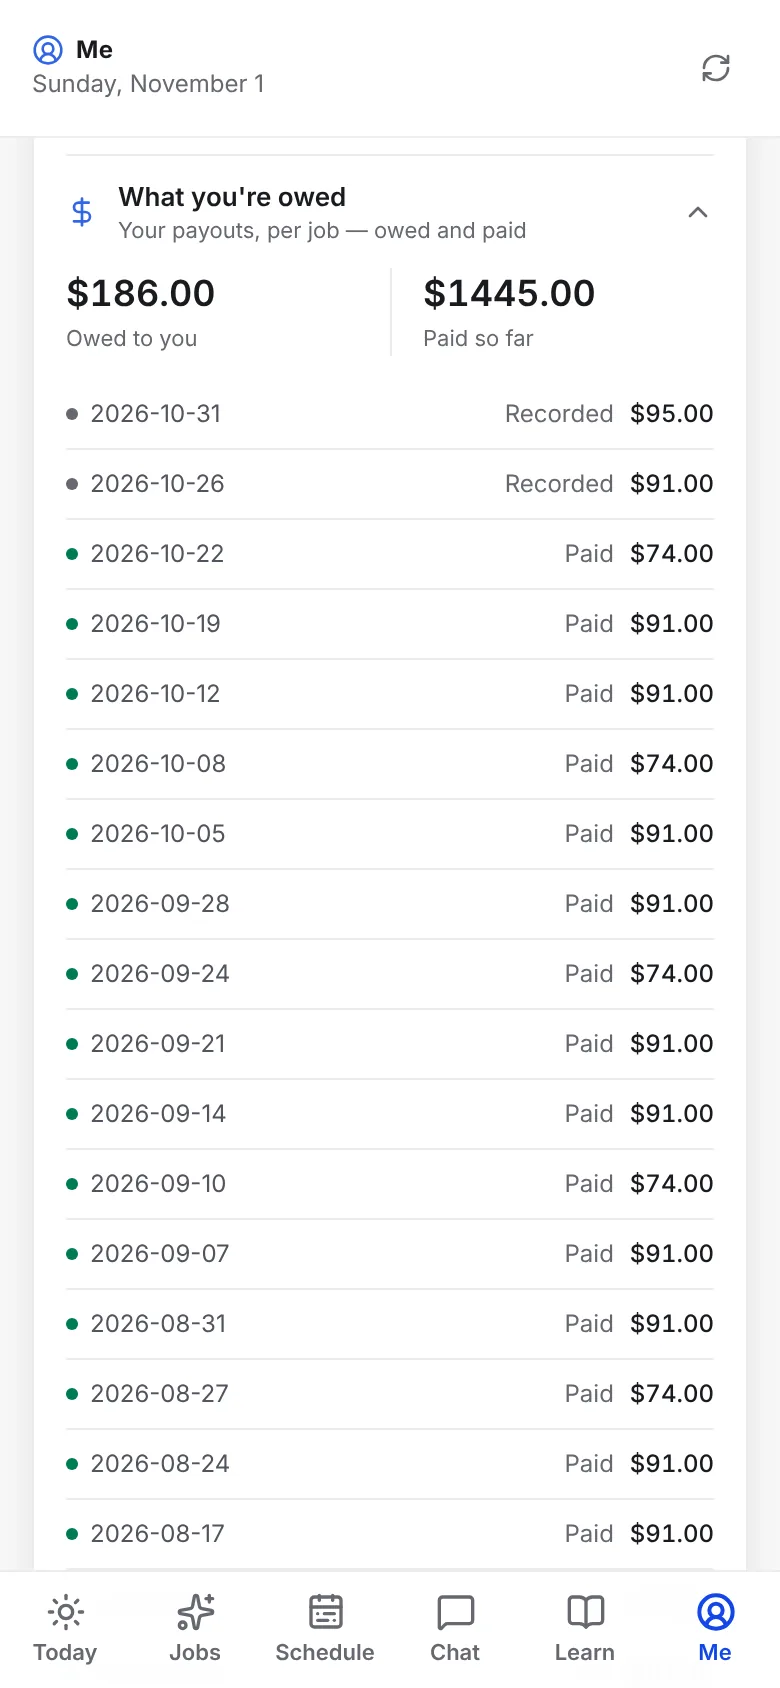 Me
Sunday, November 1
What you're owed
Your payouts, per job — owed and paid
$186.00
Owed to you
$1445.00
Paid so far
2026-10-31 Recorded $95.00
2026-10-26 Recorded $91.00
2026-10-22 Paid $74.00
2026-10-19 Paid $91.00
2026-10-12 Paid $91.00
2026-10-08 Paid $74.00
2026-10-05 Paid $91.00
2026-09-28 Paid $91.00
2026-09-24 Paid $74.00
2026-09-21 Paid $91.00
2026-09-14 Paid $91.00
2026-09-10 Paid $74.00
2026-09-07 Paid $91.00
2026-08-31 Paid $91.00
2026-08-27 Paid $74.00
2026-08-24 Paid $91.00
2026-08-17 Paid $91.00
Today Jobs Schedule Chat Learn Me